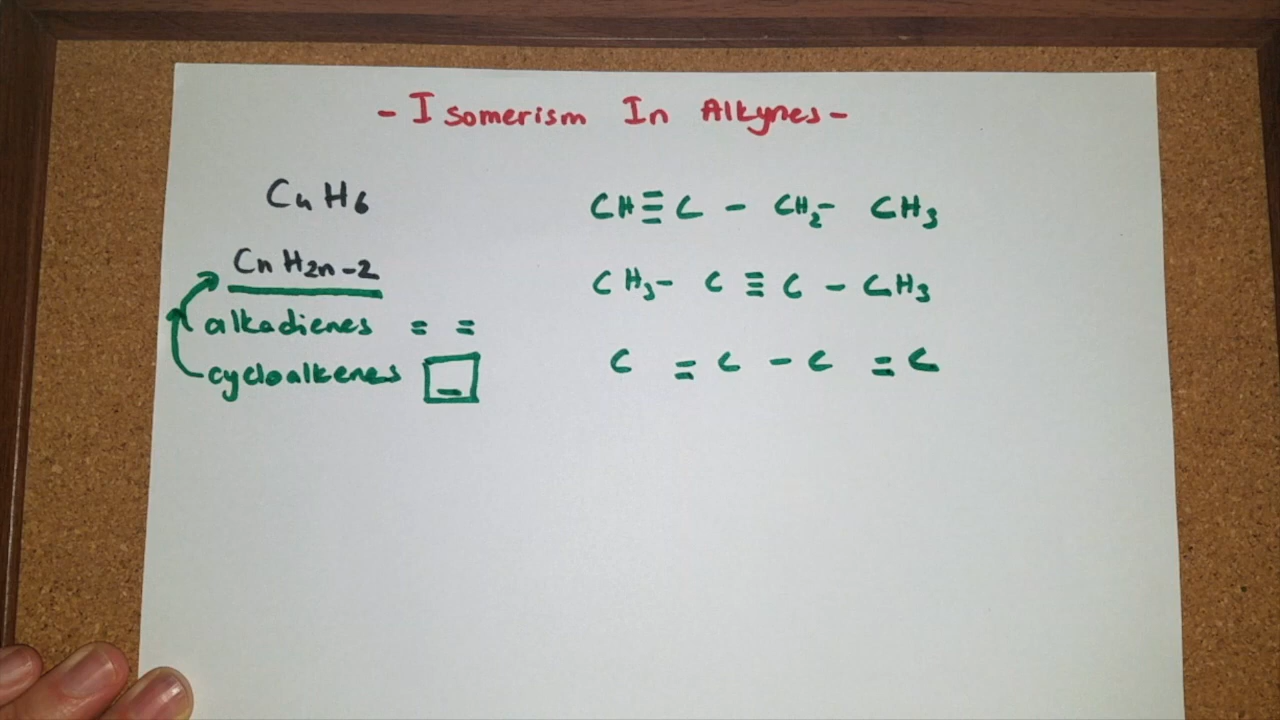 - Isomerism In Alkynes -
C₄H₆
CnH₂n-2
alkadienes = =
cycloalkenes
CH≡C - CH₂- CH₃
CH₃- C ≡ C - CH₃
C = C - C = C